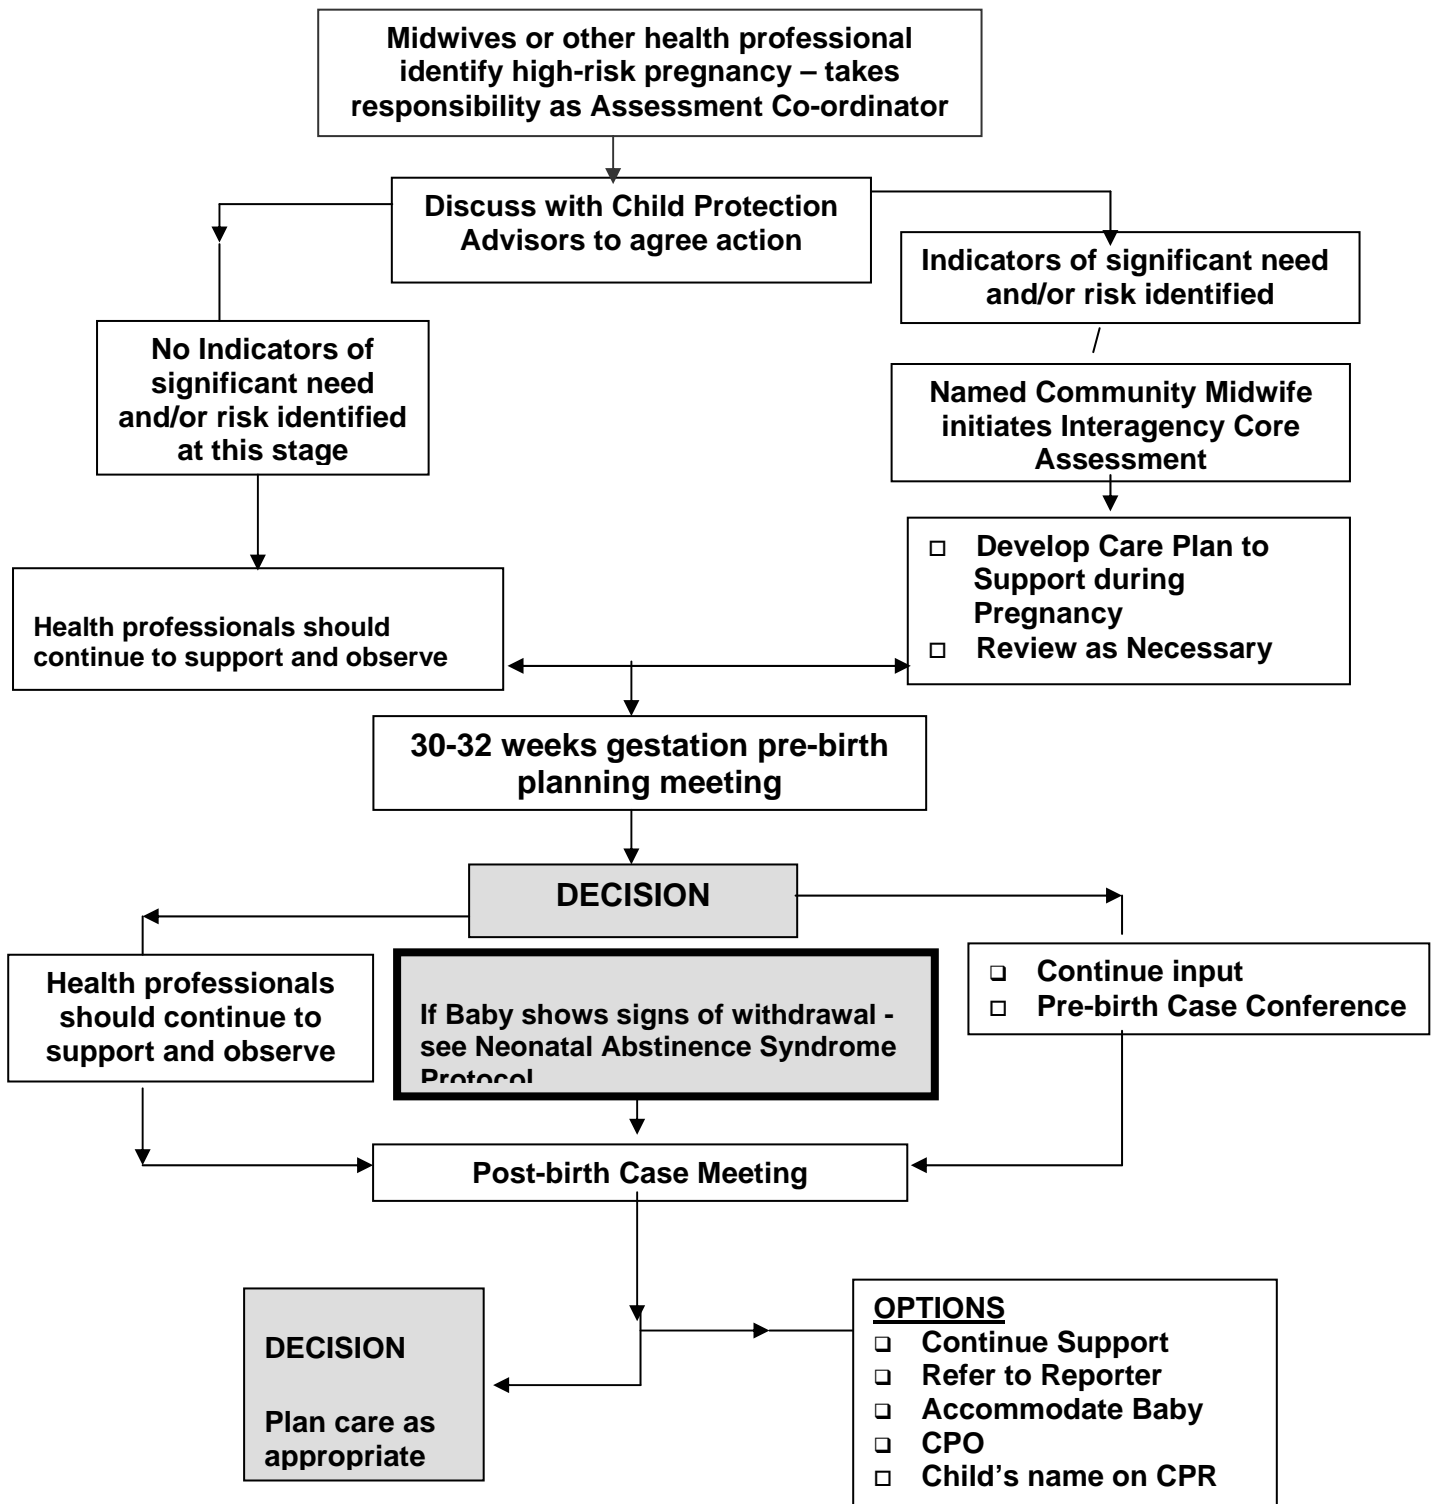 Midwives or other health professional
identify high-risk pregnancy – takes
responsibility as Assessment Co-ordinator
Discuss with Child Protection
Advisors to agree action
Indicators of significant need
and/or risk identified
No Indicators of
significant need
and/or risk identified
at this stage
Named Community Midwife
initiates Interagency Core
Assessment
□ Develop Care Plan to
Support during
Pregnancy
□ Review as Necessary
Health professionals should
continue to support and observe
30-32 weeks gestation pre-birth
planning meeting
DECISION
Health professionals
should continue to
support and observe
If Baby shows signs of withdrawal -
see Neonatal Abstinence Syndrome
Protocol
❑ Continue input
□ Pre-birth Case Conference
Post-birth Case Meeting
DECISION
Plan care as
appropriate
OPTIONS
❑ Continue Support
❑ Refer to Reporter
❑ Accommodate Baby
❑ CPO
□ Child's name on CPR